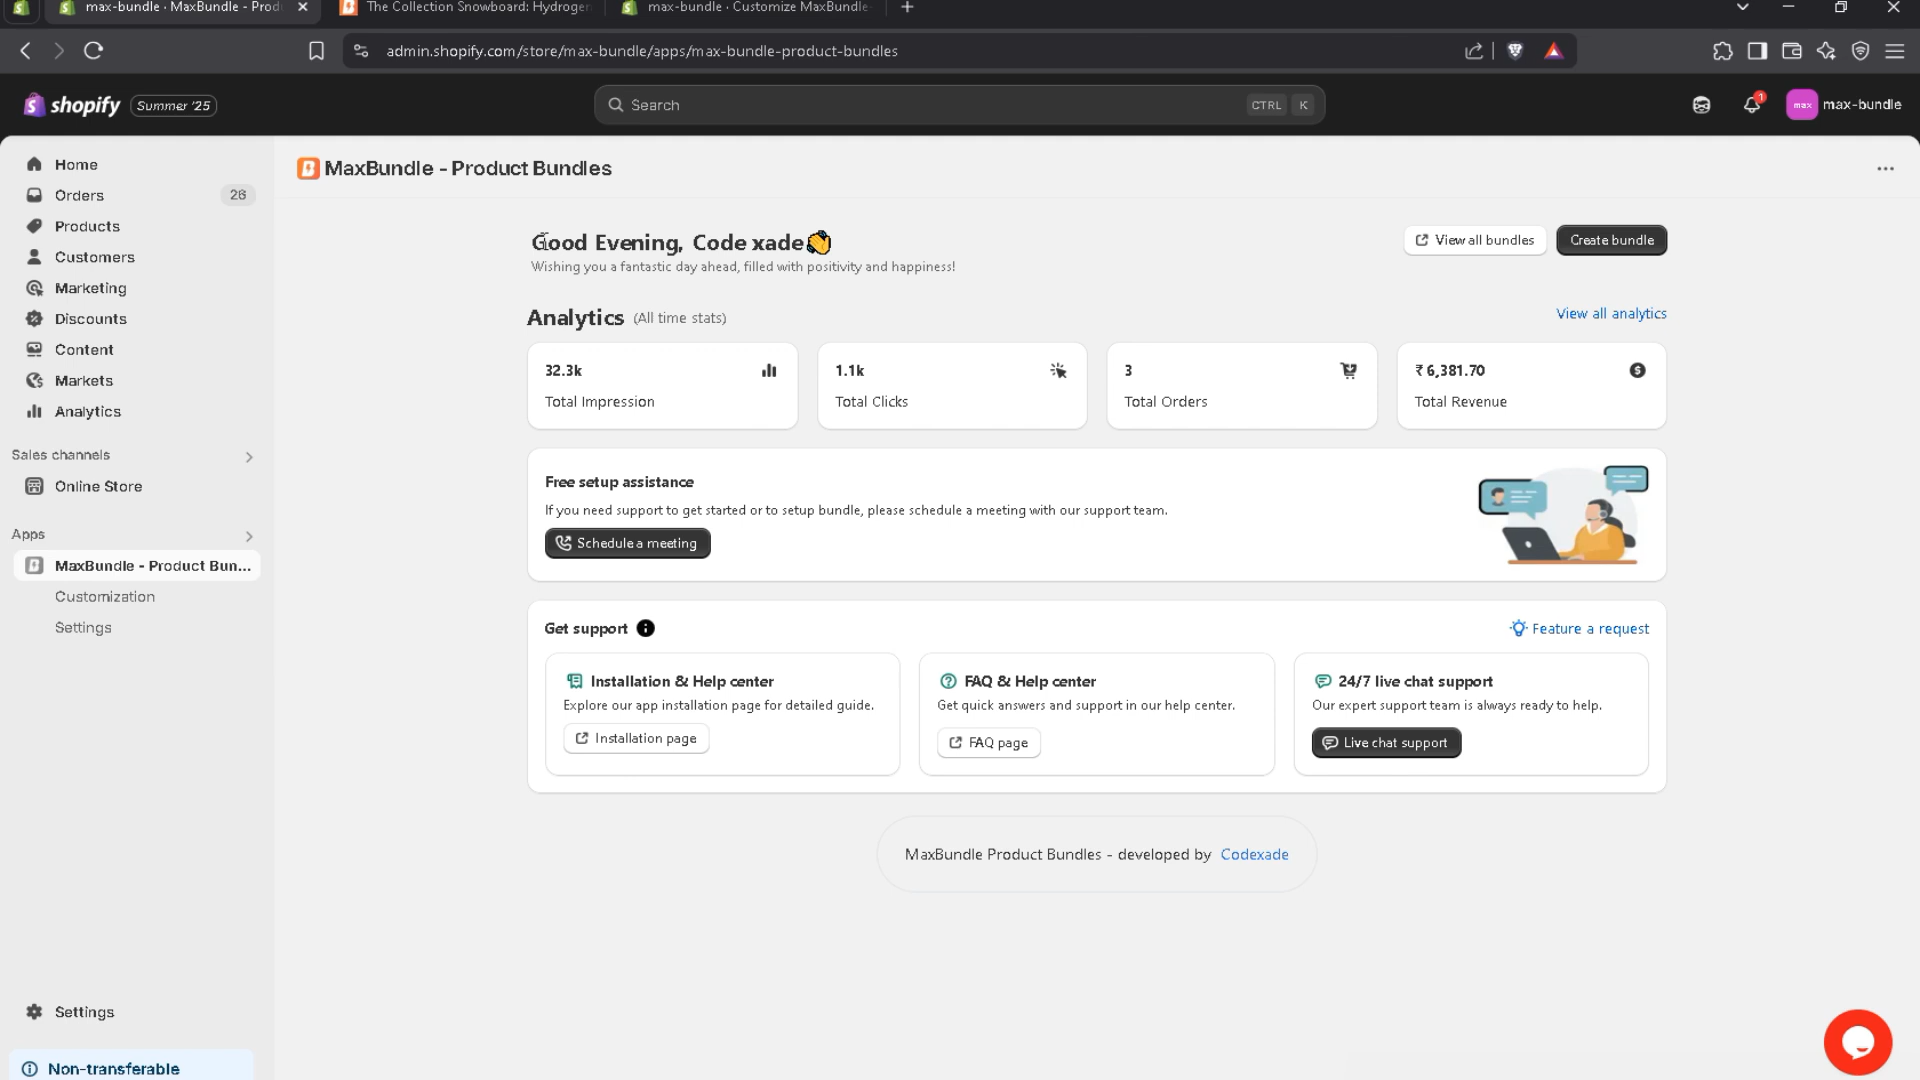 max-bundle · MaxBundle - Prod
The Collection Snowboard: Hydrogen
max-bundle · Customize MaxBundle
admin.shopify.com/store/max-bundle/apps/max-bundle-product-bundles
shopify
Summer '25
Search
CTRL K
1
max
max-bundle
Home
Orders
26
Products
Customers
Marketing
Discounts
Content
Markets
Analytics
Sales channels
Online Store
Apps
MaxBundle - Product Bun...
Customization
Settings
Settings
Non-transferable
MaxBundle - Product Bundles
Good Evening, Code xade👏
Wishing you a fantastic day ahead, filled with positivity and happiness!
View all bundles
Create bundle
Analytics (All time stats)
View all analytics
32.3k
Total Impression
1.1k
Total Clicks
3
Total Orders
₹ 6,381.70
Total Revenue
Free setup assistance
If you need support to get started or to setup bundle, please schedule a meeting with our support team.
Schedule a meeting
Get support
Feature a request
Installation & Help center
Explore our app installation page for detailed guide.
Installation page
FAQ & Help center
Get quick answers and support in our help center.
FAQ page
24/7 live chat support
Our expert support team is always ready to help.
Live chat support
MaxBundle Product Bundles - developed by Codexade